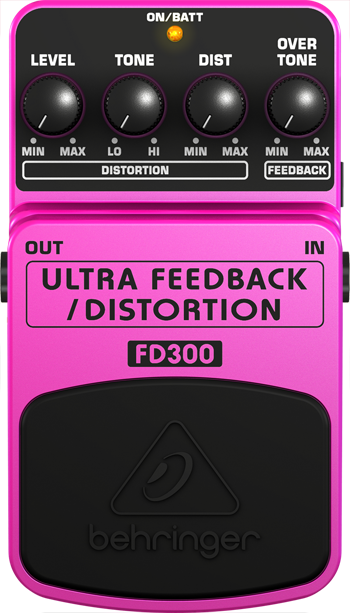 ON/BATT
LEVEL TONE DIST OVER TONE
MIN MAX LO HI MIN MAX MIN MAX
DISTORTION FEEDBACK
OUT IN
ULTRA FEEDBACK
/DISTORTION
FD300
behringer